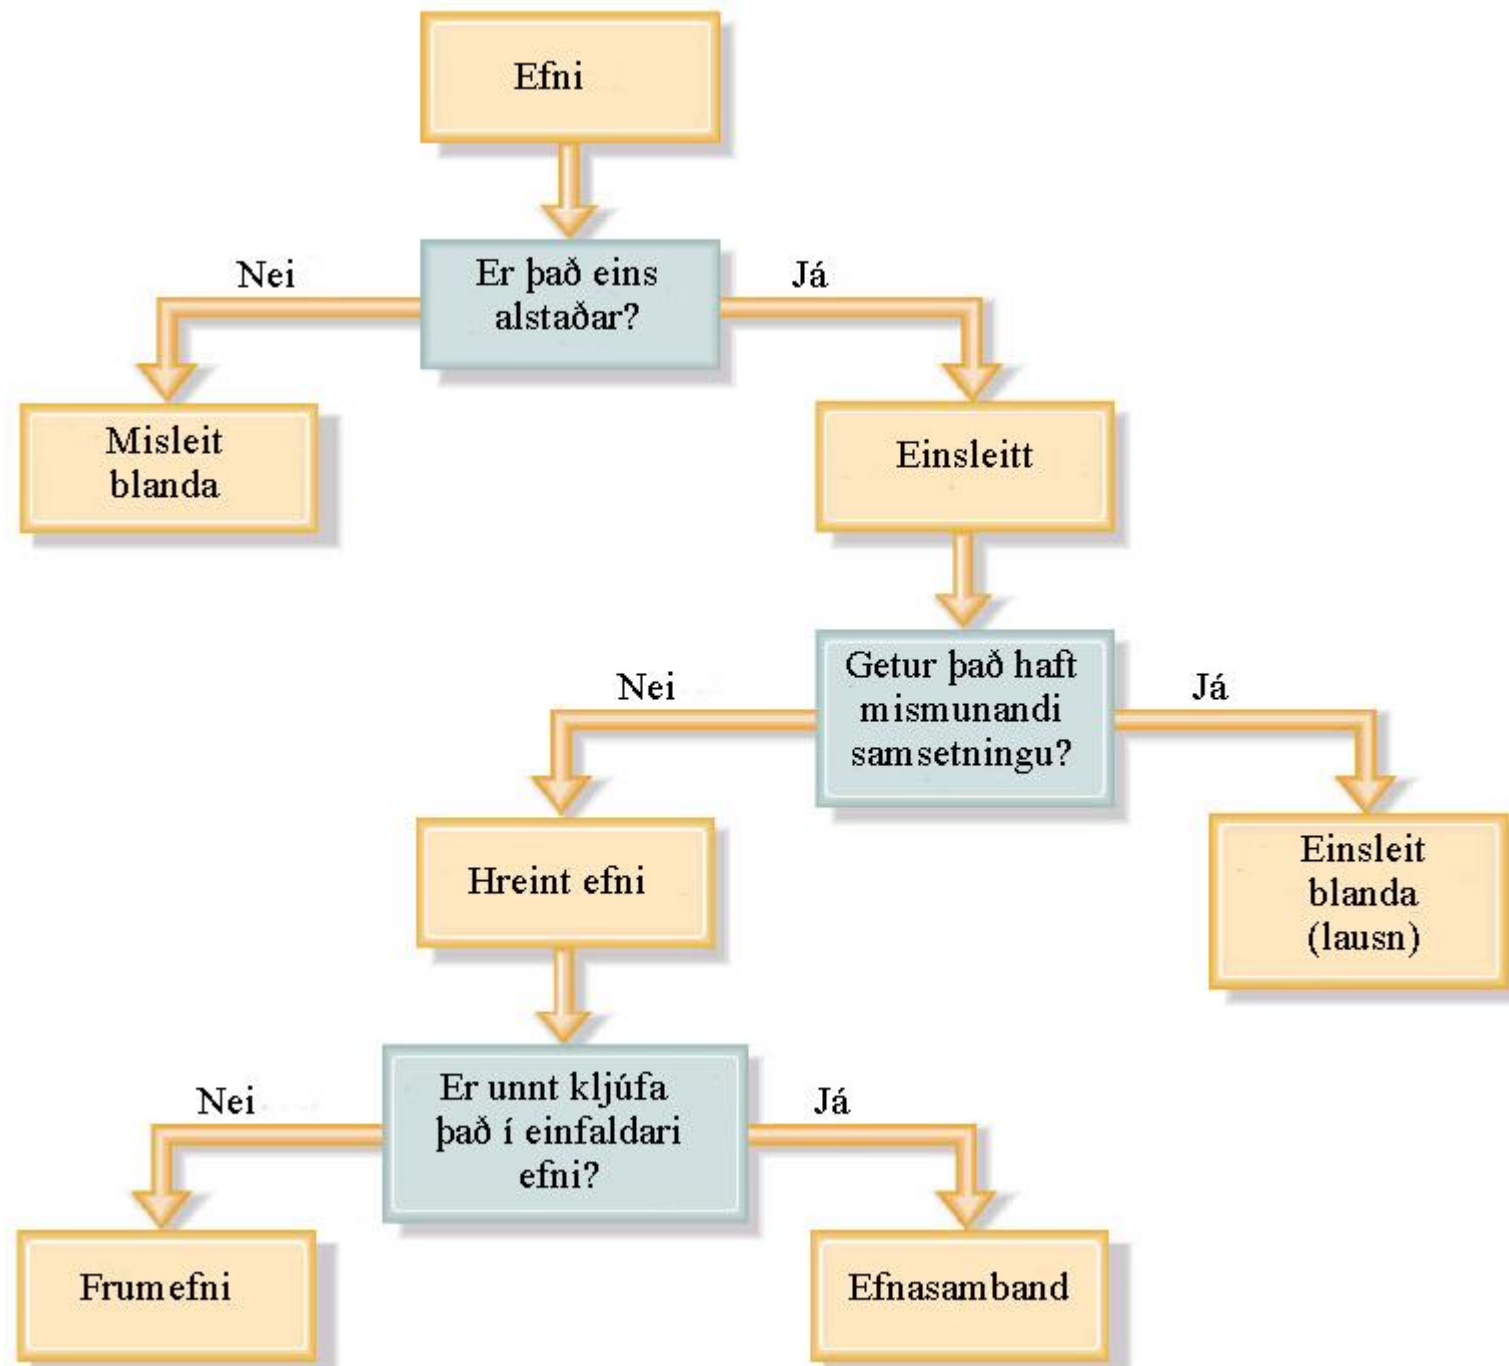 Efni
Nei
Er það eins
alstaðar?
Já
Misleit
blanda
Einsleitt
Nei
Getur það haft
mismunandi
samsetningu?
Já
Hreint efni
Einsleit
blanda
(lausn)
Nei
Er unnt kljúfa
það í einfaldari
efni?
Já
Frumefni
Efnasamband